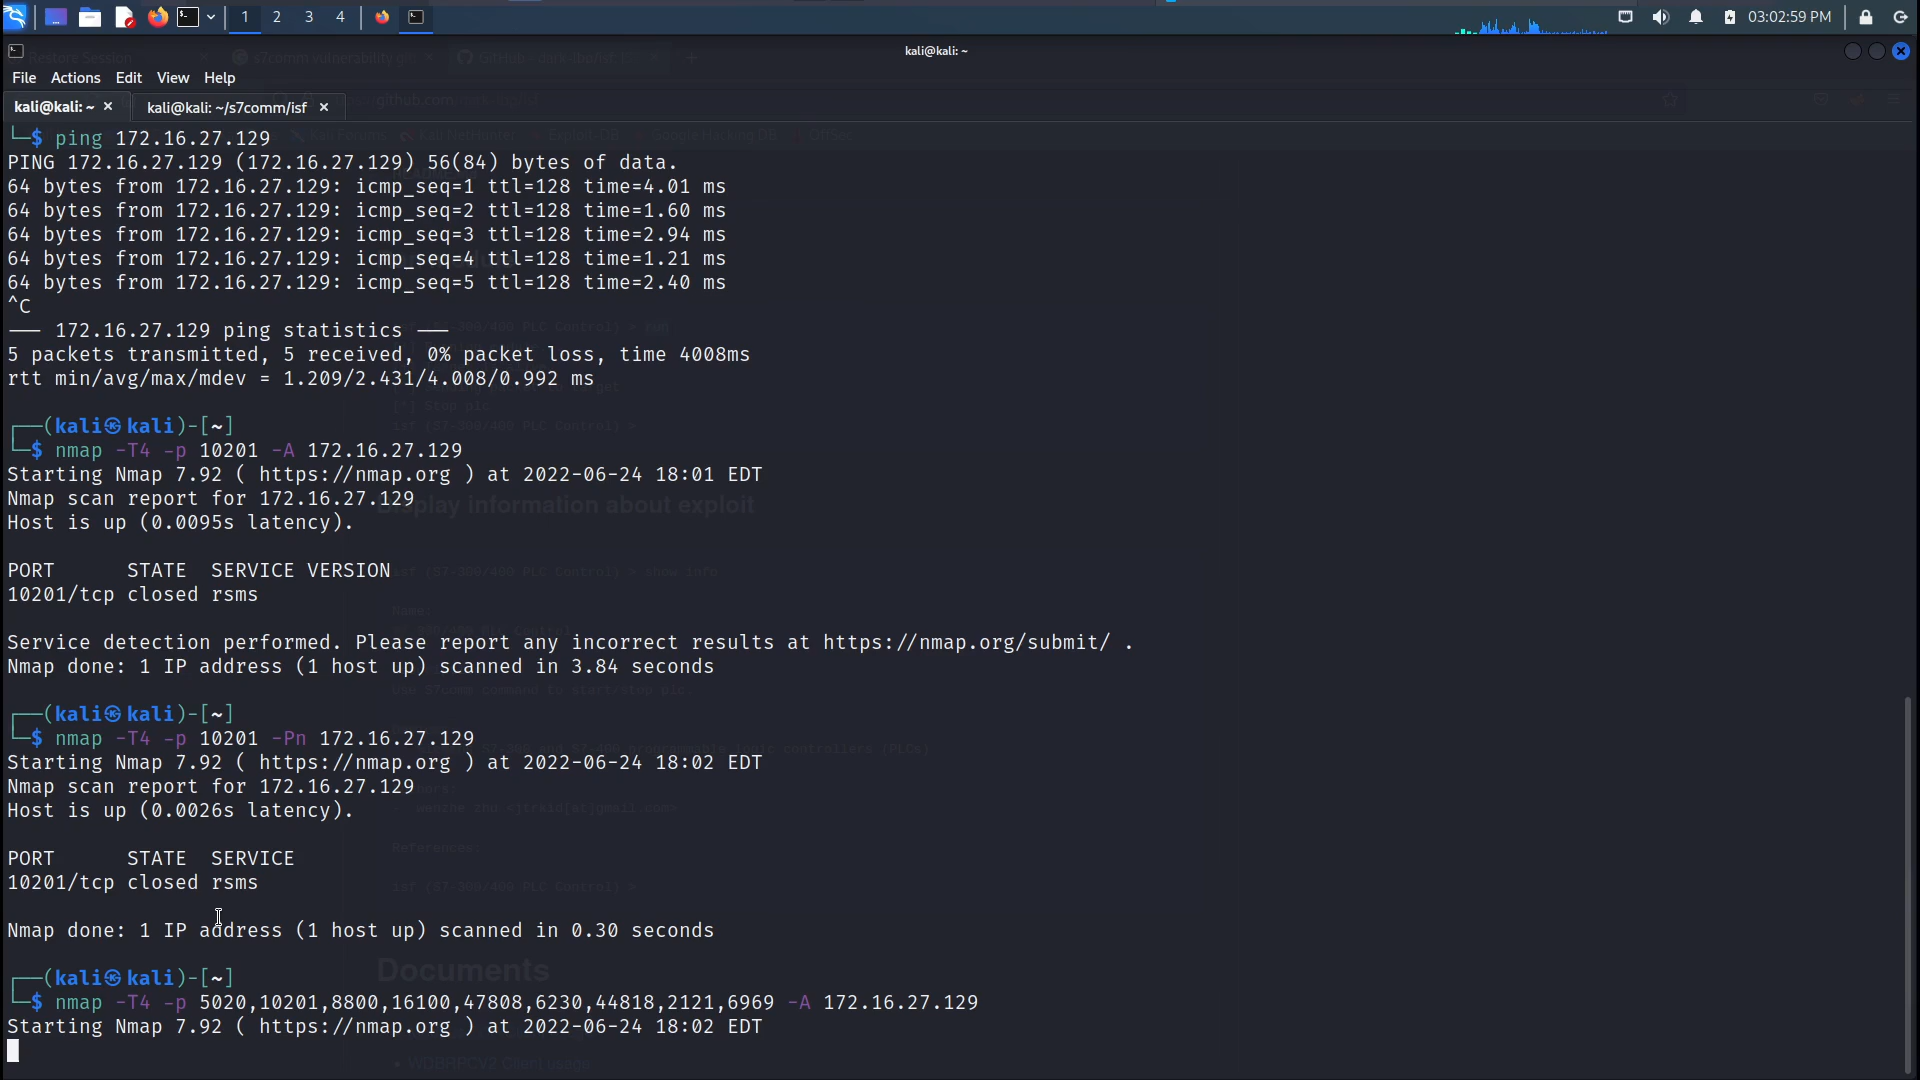 1 2 3 4
03:02:59 PM
kali@kali: ~
File Actions Edit View Help
kali@kali: ~ ×
kali@kali: ~/s7comm/isf ×
└─$ ping 172.16.27.129
PING 172.16.27.129 (172.16.27.129) 56(84) bytes of data.
64 bytes from 172.16.27.129: icmp_seq=1 ttl=128 time=4.01 ms
64 bytes from 172.16.27.129: icmp_seq=2 ttl=128 time=1.60 ms
64 bytes from 172.16.27.129: icmp_seq=3 ttl=128 time=2.94 ms
64 bytes from 172.16.27.129: icmp_seq=4 ttl=128 time=1.21 ms
64 bytes from 172.16.27.129: icmp_seq=5 ttl=128 time=2.40 ms
^C
--- 172.16.27.129 ping statistics ---
5 packets transmitted, 5 received, 0% packet loss, time 4008ms
rtt min/avg/max/mdev = 1.209/2.431/4.008/0.992 ms
┌──(kali㉿kali)-[~]
└─$ nmap -T4 -p 10201 -A 172.16.27.129
Starting Nmap 7.92 ( https://nmap.org ) at 2022-06-24 18:01 EDT
Nmap scan report for 172.16.27.129
Host is up (0.0095s latency).
PORT STATE SERVICE VERSION
10201/tcp closed rsms
Service detection performed. Please report any incorrect results at https://nmap.org/submit/ .
Nmap done: 1 IP address (1 host up) scanned in 3.84 seconds
┌──(kali㉿kali)-[~]
└─$ nmap -T4 -p 10201 -Pn 172.16.27.129
Starting Nmap 7.92 ( https://nmap.org ) at 2022-06-24 18:02 EDT
Nmap scan report for 172.16.27.129
Host is up (0.0026s latency).
PORT STATE SERVICE
10201/tcp closed rsms
Nmap done: 1 IP address (1 host up) scanned in 0.30 seconds
┌──(kali㉿kali)-[~]
└─$ nmap -T4 -p 5020,10201,8800,16100,47808,6230,44818,2121,6969 -A 172.16.27.129
Starting Nmap 7.92 ( https://nmap.org ) at 2022-06-24 18:02 EDT
Restore Session
Display information about exploit
Documents